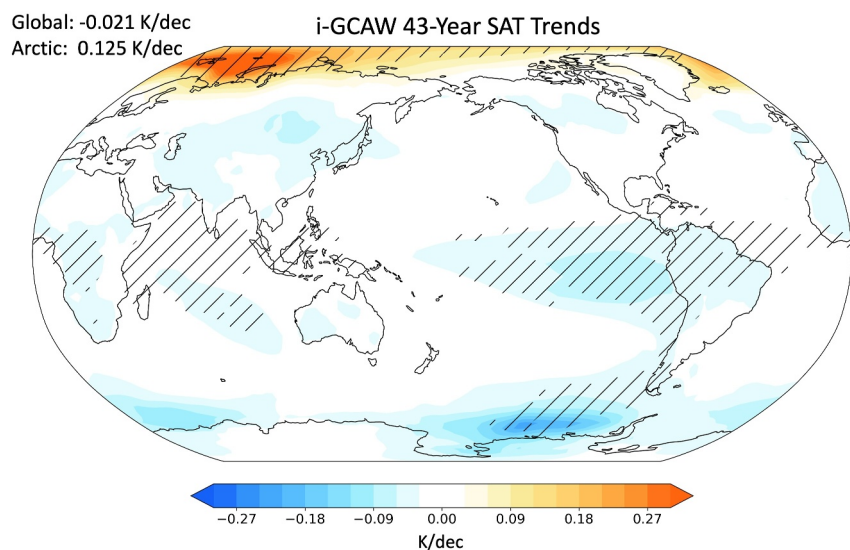 Global: -0.021 K/dec
Arctic: 0.125 K/dec
i-GCAW 43-Year SAT Trends
−0.27 −0.18 −0.09 0.00 0.09 0.18 0.27
K/dec